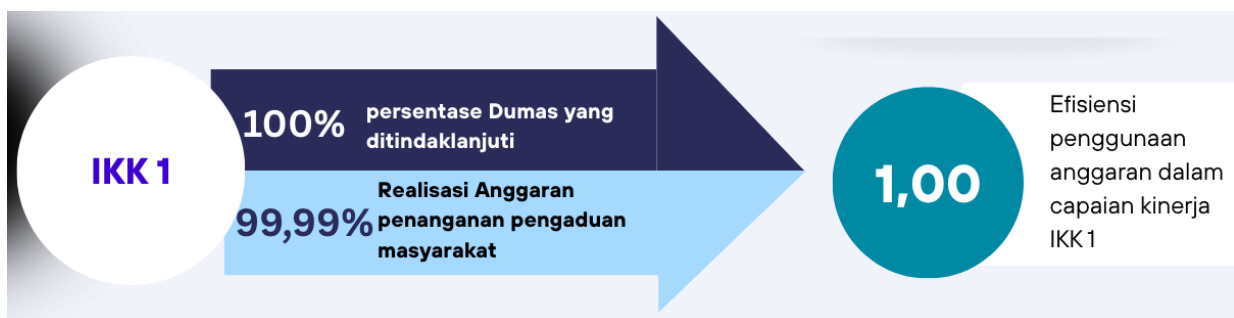 IKK 1
100%
persentase Dumas yang
ditindaklanjuti
99,99%
Realisasi Anggaran
penanganan pengaduan
masyarakat
1,00
Efisiensi
penggunaan
anggaran dalam
capaian kinerja
IKK 1